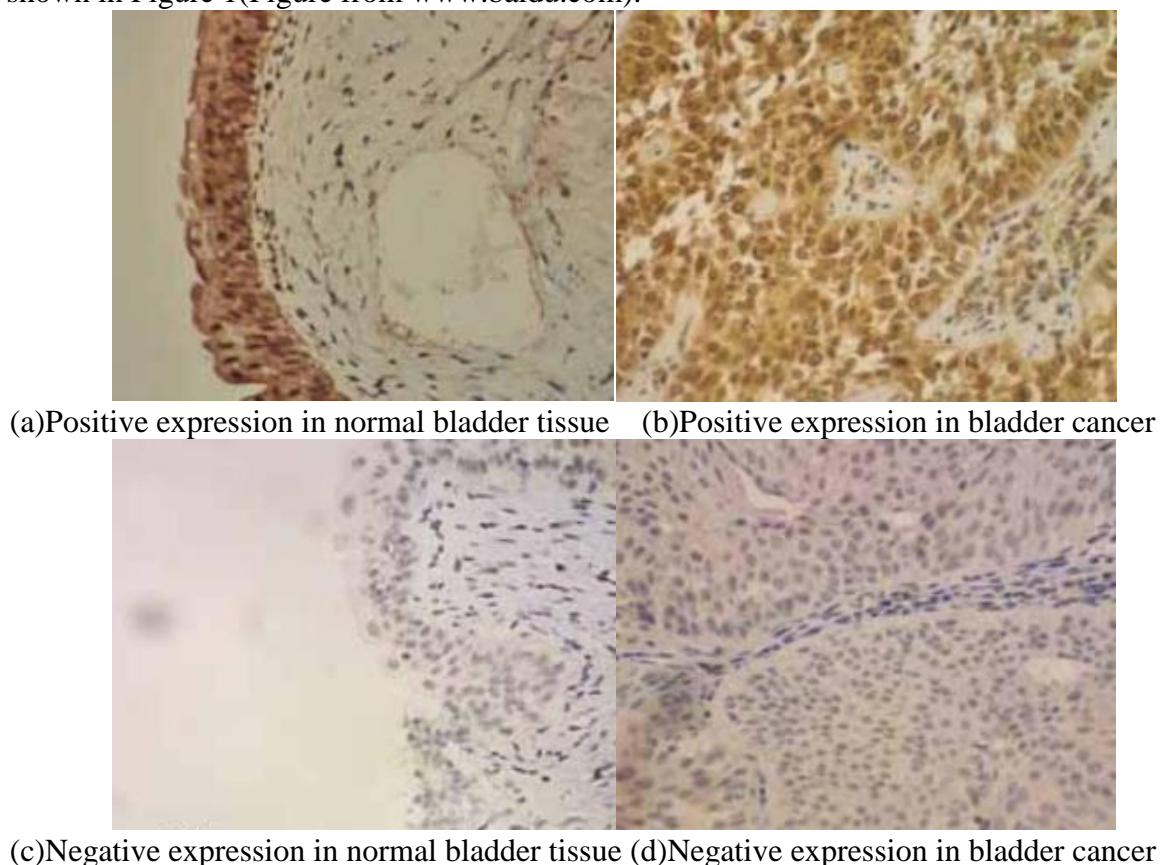 shown in Figure 1(Figure from www.baidu.com).
(a)Positive expression in normal bladder tissue (b)Positive expression in bladder cancer
(c)Negative expression in normal bladder tissue (d)Negative expression in bladder cancer